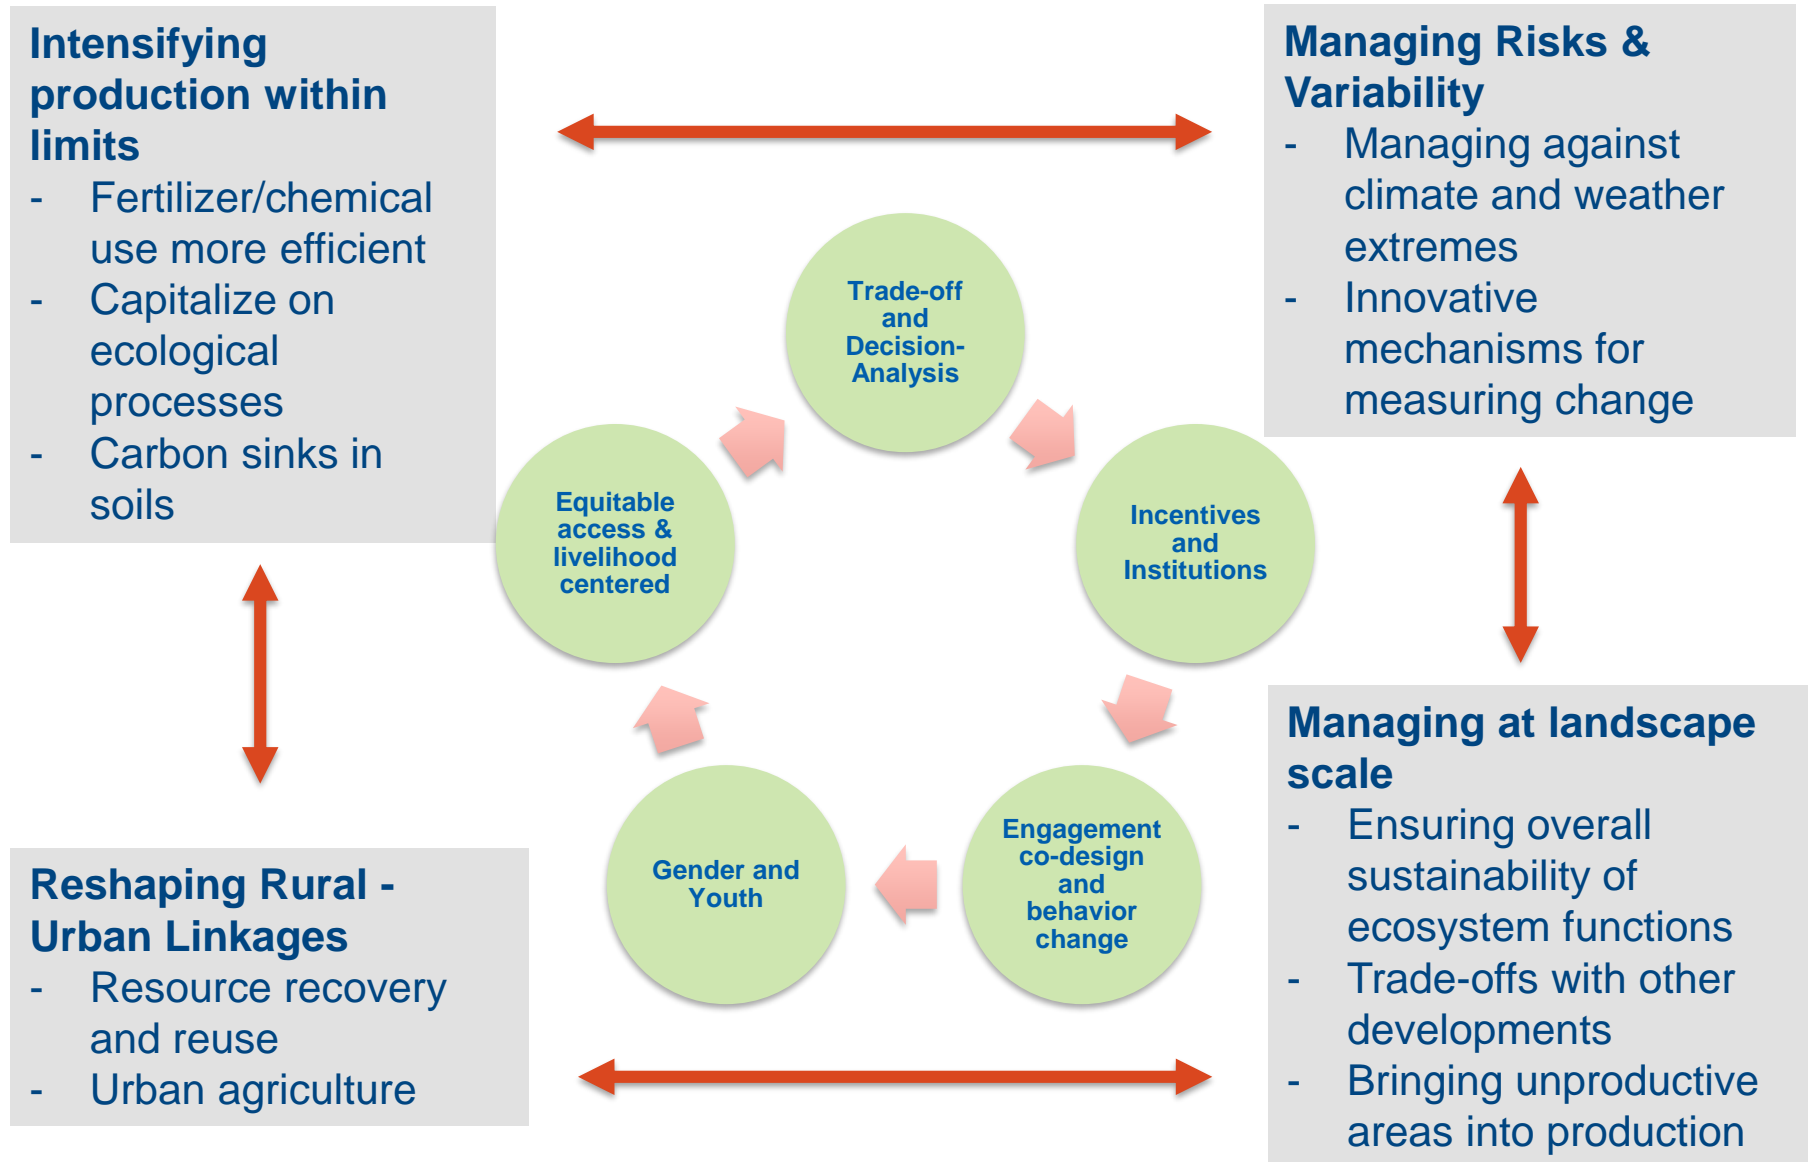 Intensifying
production within
limits
- Fertilizer/chemical
use more efficient
- Capitalize on
ecological
processes
- Carbon sinks in
soils
Managing Risks &
Variability
- Managing against
climate and weather
extremes
- Innovative
mechanisms for
measuring change
Trade-off
and
Decision-
Analysis
Incentives
and
Institutions
Engagement
co-design
and
behavior
change
Gender and
Youth
Equitable
access &
livelihood
centered
Reshaping Rural -
Urban Linkages
- Resource recovery
and reuse
- Urban agriculture
Managing at landscape
scale
- Ensuring overall
sustainability of
ecosystem functions
- Trade-offs with other
developments
- Bringing unproductive
areas into production